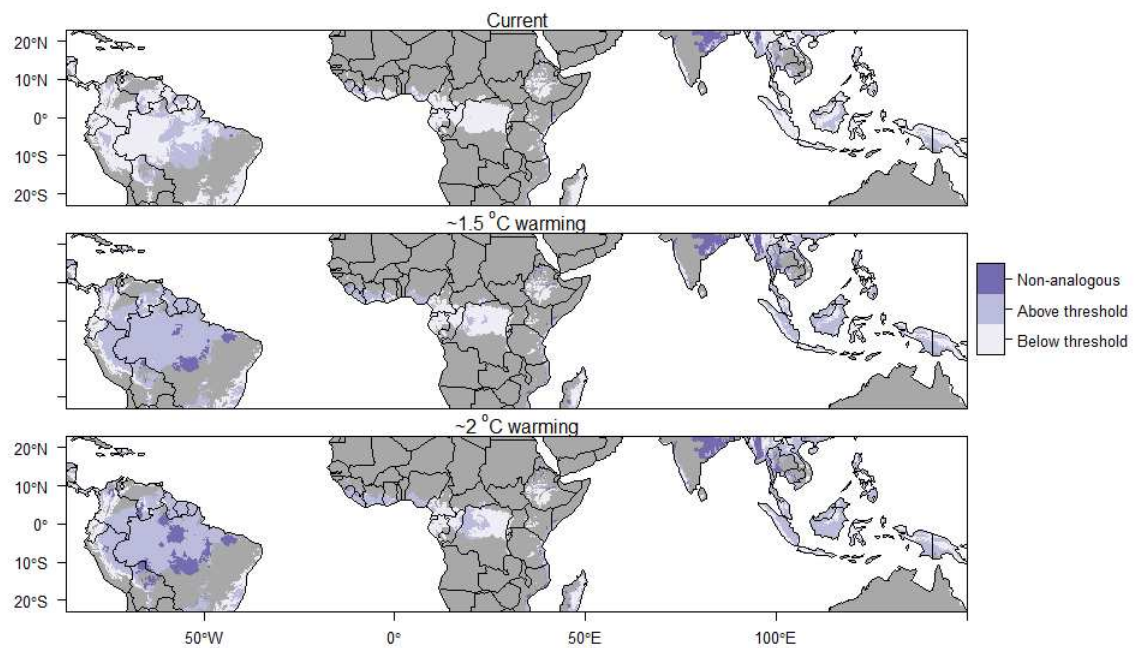 Current
20°N
10°N
0°
10°S
20°S
~1.5 °C warming
Non-analogous
Above threshold
Below threshold
~2 °C warming
20°N
10°N
0°
10°S
20°S
50°W
0°
50°E
100°E